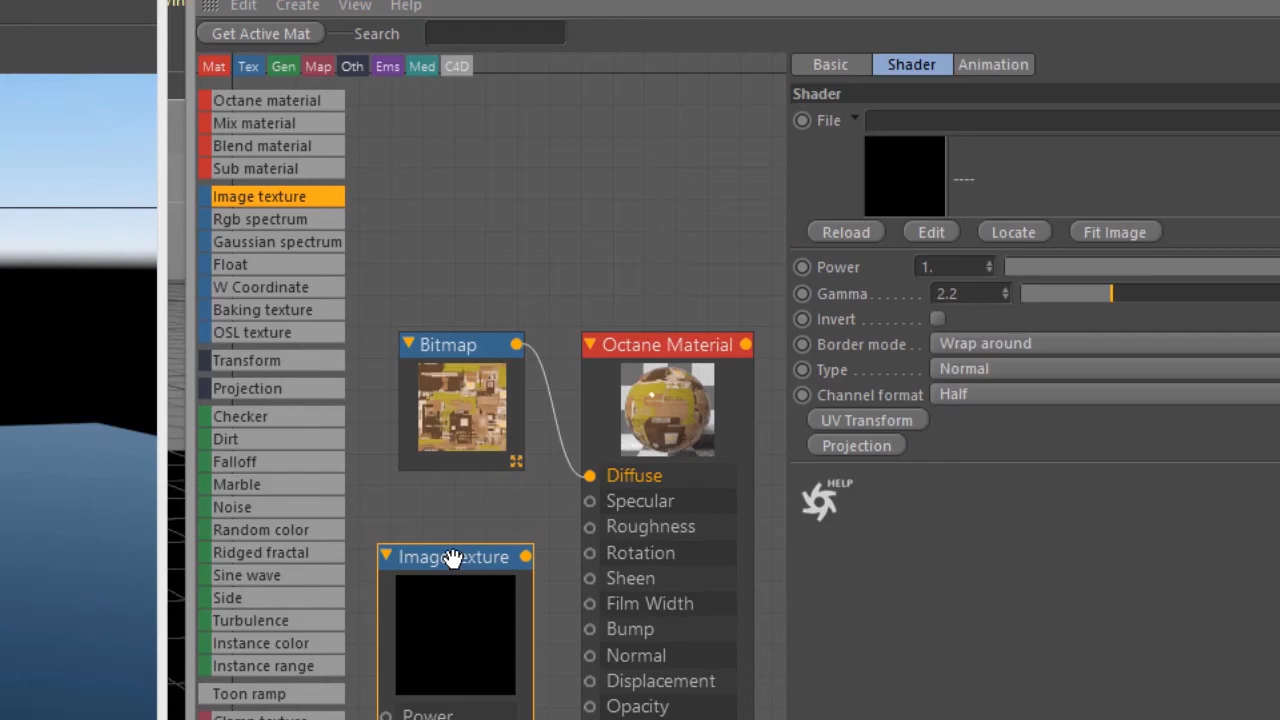 Edit Create View Help
Get Active Mat Search
Mat Tex Gen Map Oth Ems Med C4D
Octane material
Mix material
Blend material
Sub material
Image texture
Rgb spectrum
Gaussian spectrum
Float
W Coordinate
Baking texture
OSL texture
Transform
Projection
Checker
Dirt
Falloff
Marble
Noise
Random color
Ridged fractal
Sine wave
Side
Turbulence
Instance color
Instance range
Toon ramp
Bitmap
ImageTexture
Power
Octane Material
Diffuse
Specular
Roughness
Rotation
Sheen
Film Width
Bump
Normal
Displacement
Opacity
Basic Shader Animation
Shader
File
----
Reload Edit Locate Fit Image
Power 1.
Gamma....... 2.2
Invert ........
Border mode .. Wrap around
Type ......... Normal
Channel format Half
UV Transform
Projection
HELP